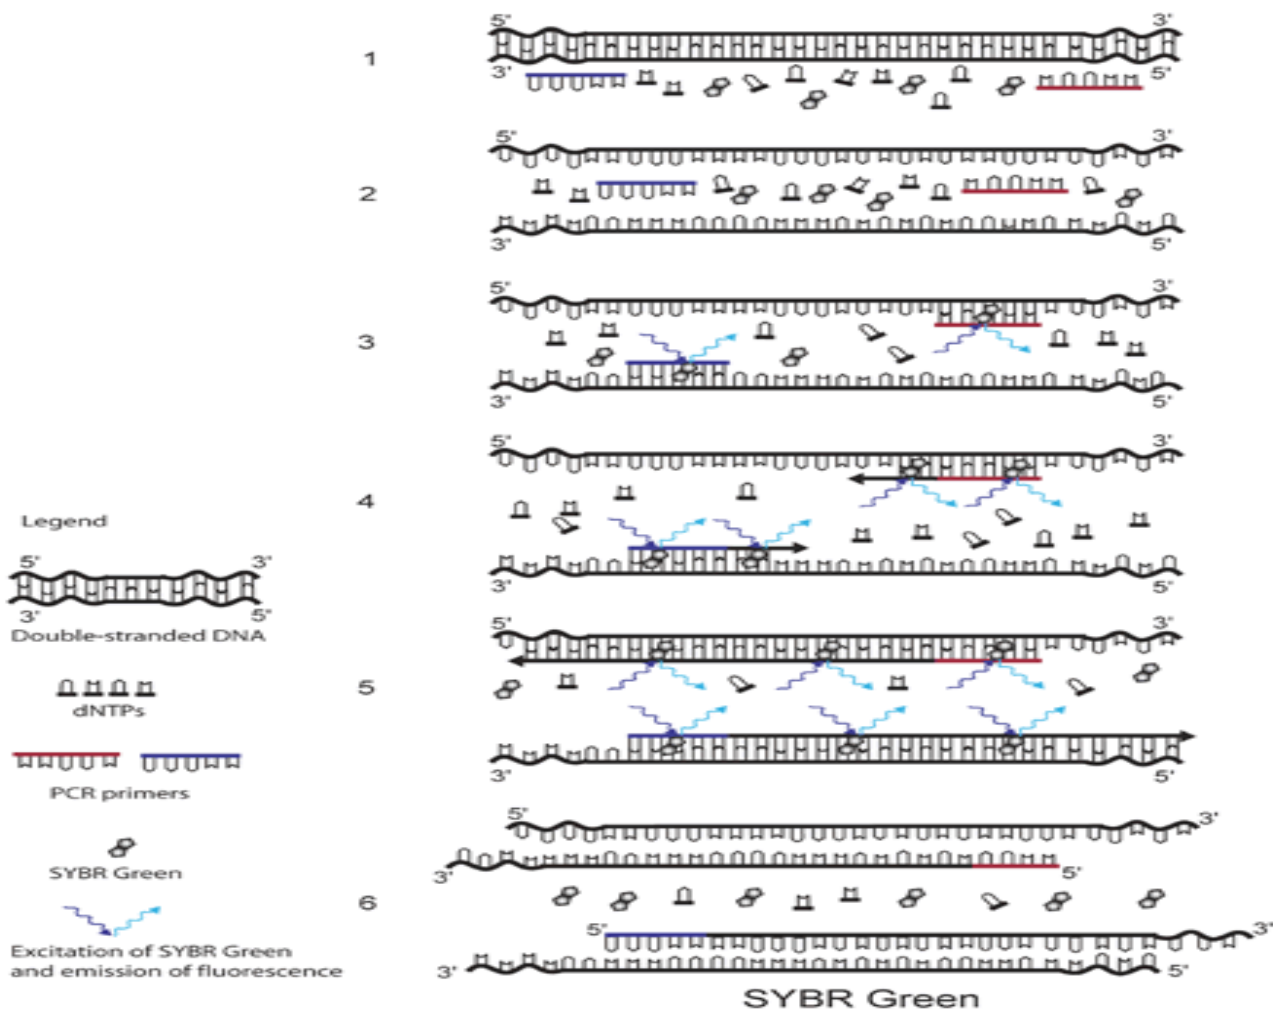 5' 3'
1
3' 5'
5' 3'
2
3' 5'
5' 3'
3
3' 5'
5' 3'
4
3' 5'
Legend
5' 3'
3' 5'
Double-stranded DNA
dNTPs
PCR primers
SYBR Green
Excitation of SYBR Green
and emission of fluorescence
5' 3'
5
3' 5'
5' 3'
3' 5'
6
5' 3'
3' 5'
SYBR Green